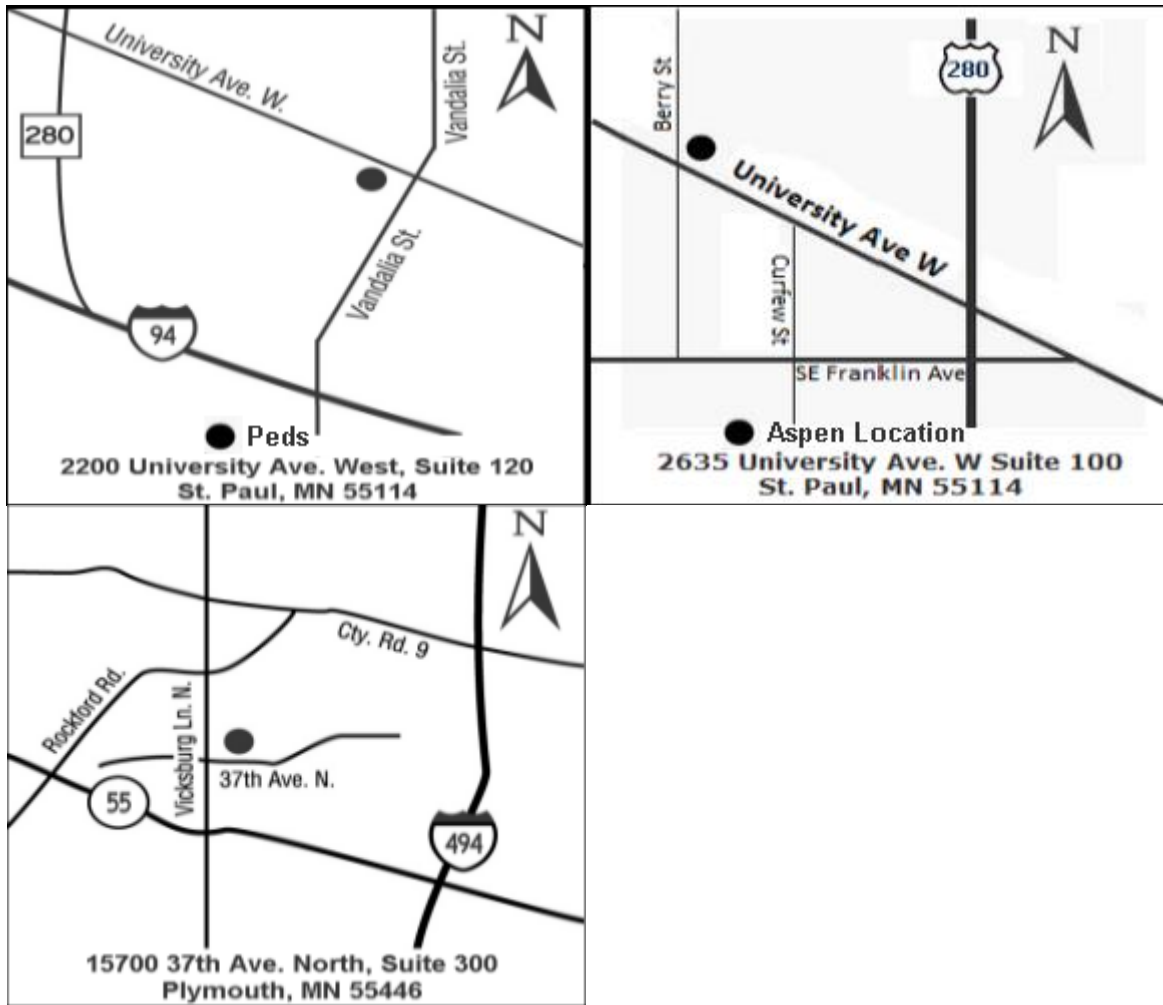 University Ave. W.
Vandalia St.
N
280
Vandalia St.
94
Peds
2200 University Ave. West, Suite 120
St. Paul, MN 55114
Berry St
280
N
University Ave W
Curfew St
SE Franklin Ave
Aspen Location
2635 University Ave. W Suite 100
St. Paul, MN 55114
N
Cty. Rd. 9
Rockford Rd.
Vicksburg Ln. N.
37th Ave. N.
55
494
15700 37th Ave. North, Suite 300
Plymouth, MN 55446